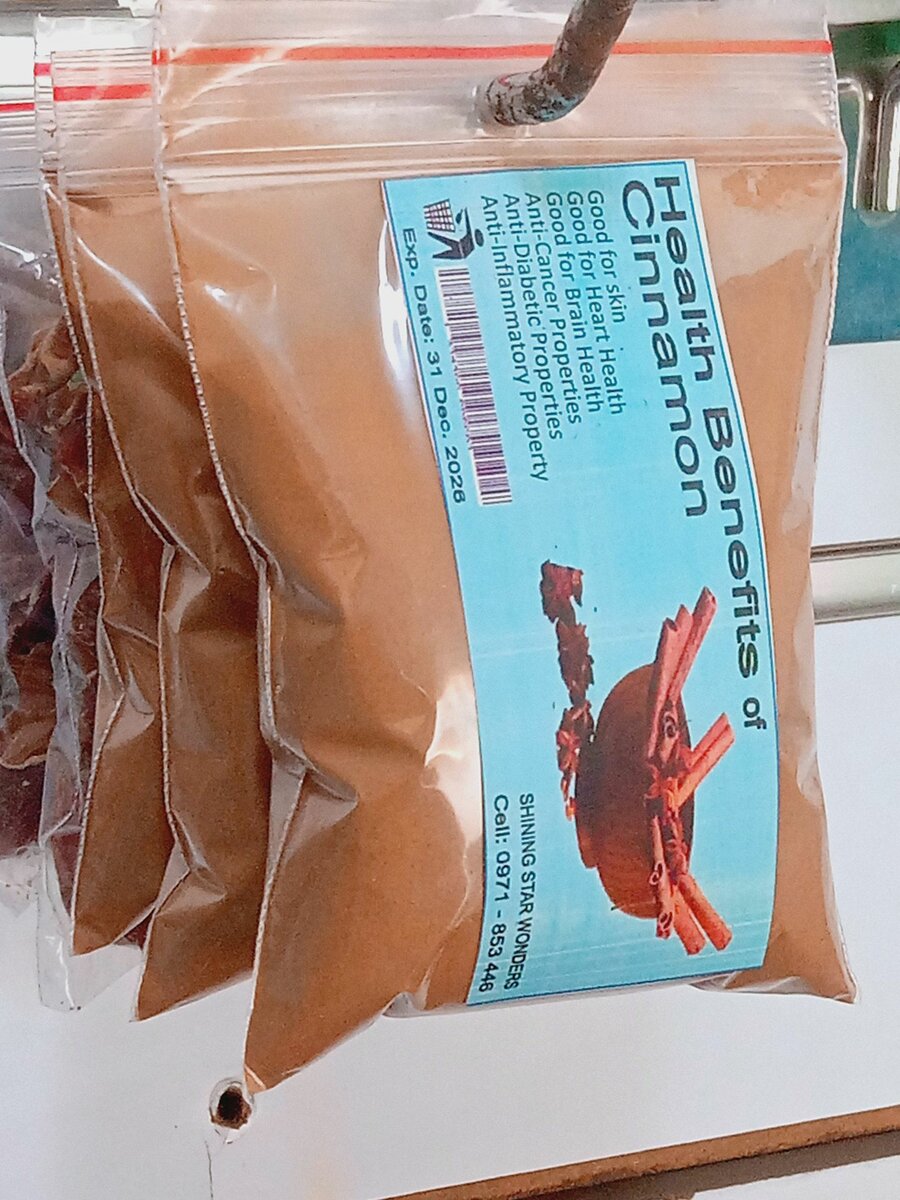 Health Benefits of
Cinnamon
Good for skin
Good for Heart Health
Good for Brain Health
Anti-Cancer Properties
Anti-Diabetic Properties
Anti-Inflammatory Property
Exp. Date: 31 Dec. 2026
SHINING STAR WONDERS
Cell: 0971 - 853 446